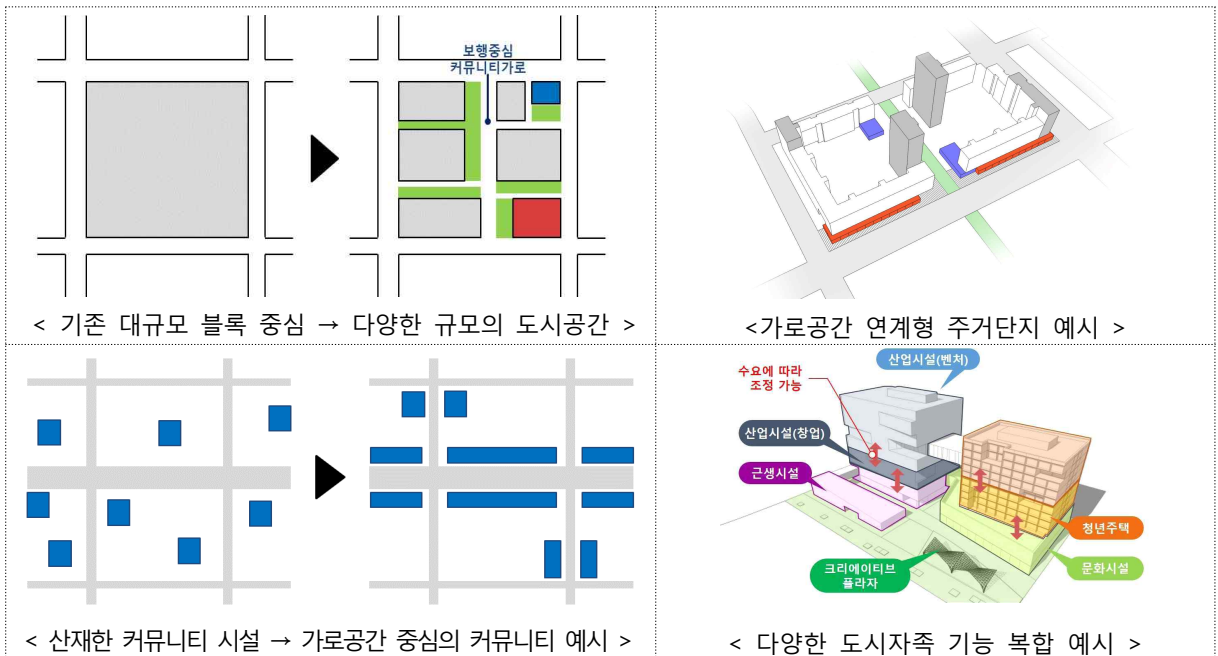 보행중심
커뮤니티가로
< 기존 대규모 블록 중심 → 다양한 규모의 도시공간 >
<가로공간 연계형 주거단지 예시 >
< 산재한 커뮤니티 시설 → 가로공간 중심의 커뮤니티 예시 >
수요에 따라
조정 가능
산업시설(벤처)
산업시설(창업)
근생시설
청년주택
문화시설
크리에이티브
플라자
< 다양한 도시자족 기능 복합 예시 >